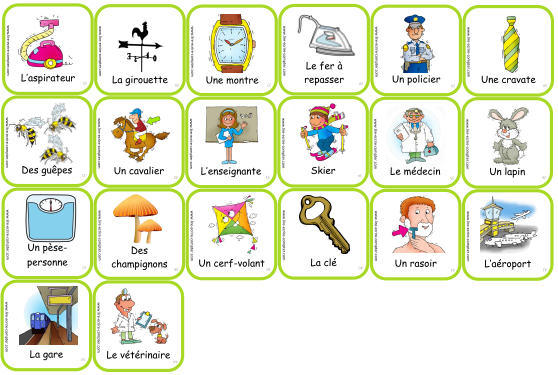 L'aspirateur
La girouette
Une montre
Le fer à
repasser
Un policier
Une cravate
Des guêpes
Un cavalier
L'enseignante
Skier
Le médecin
Un lapin
Un pèse-
personne
Des
champignons
Un cerf-volant
La clé
Un rasoir
L'aéroport
La gare
Le vétérinaire